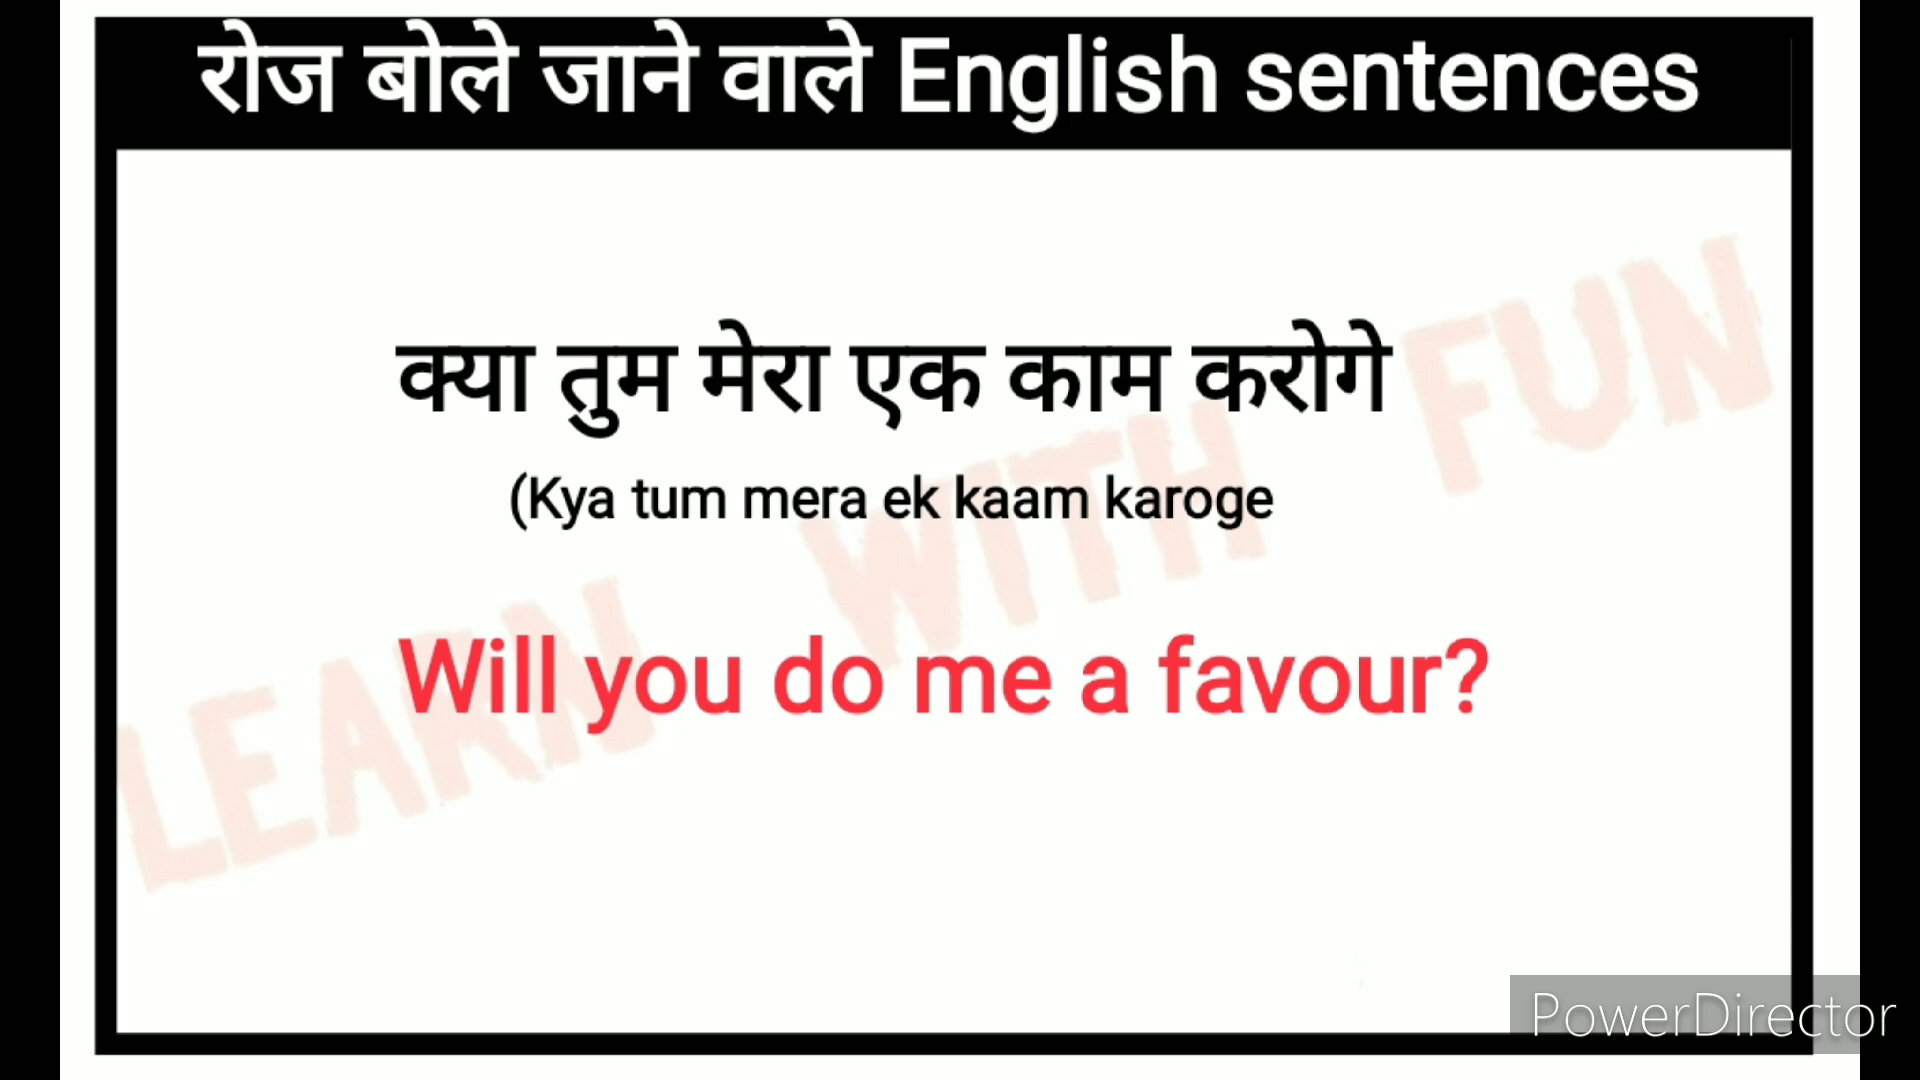 रोज बोले जाने वाले English sentences
क्या तुम मेरा एक काम करोगे
(Kya tum mera ek kaam karoge
Will you do me a favour?
LEARN WITH FUN
PowerDirector